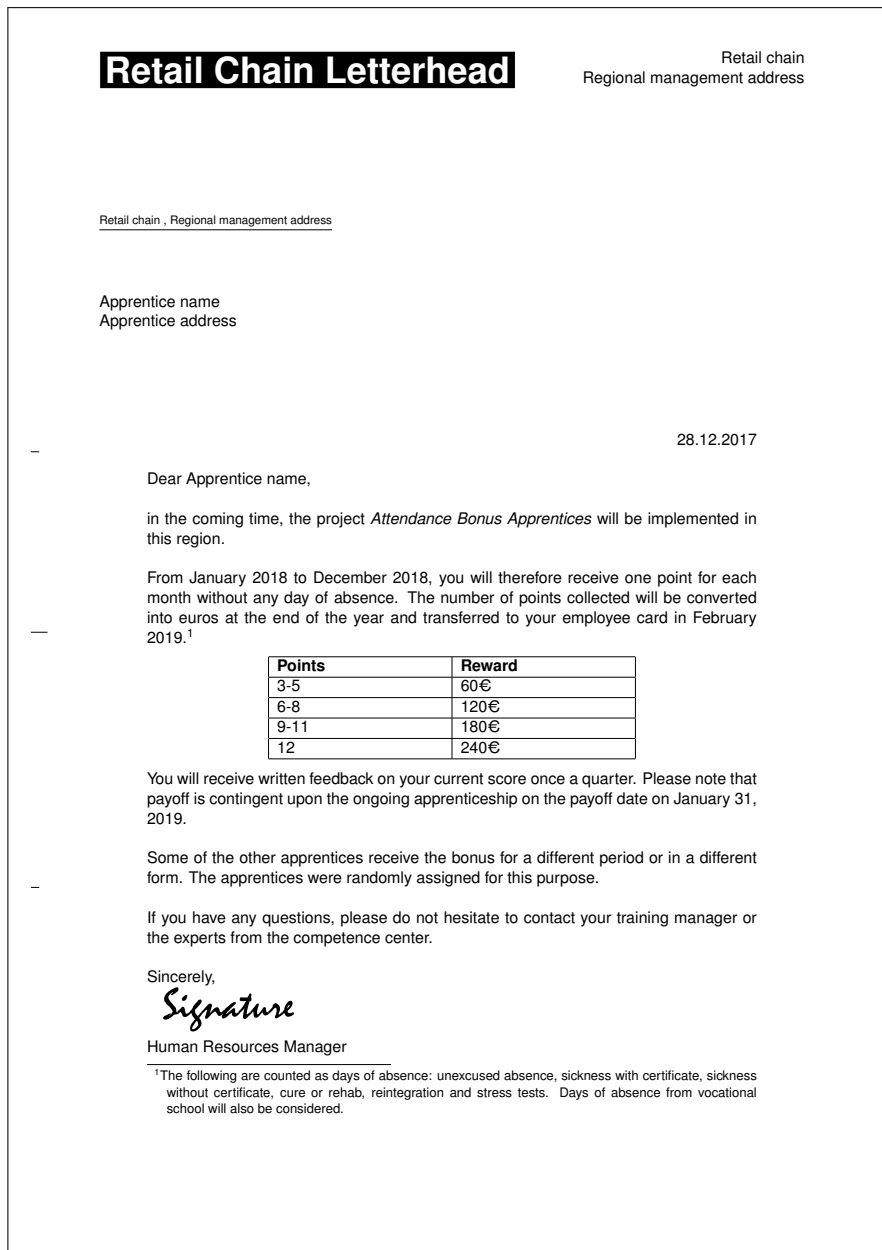 Retail Chain Letterhead
Retail chain
Regional management address
Retail chain , Regional management address
Apprentice name
Apprentice address
28.12.2017
Dear Apprentice name,
in the coming time, the project Attendance Bonus Apprentices will be implemented in
this region.
From January 2018 to December 2018, you will therefore receive one point for each
month without any day of absence. The number of points collected will be converted
into euros at the end of the year and transferred to your employee card in February
2019.1
Points Reward
3-5 60€
6-8 120€
9-11 180€
12 240€
You will receive written feedback on your current score once a quarter. Please note that
payoff is contingent upon the ongoing apprenticeship on the payoff date on January 31,
2019.
Some of the other apprentices receive the bonus for a different period or in a different
form. The apprentices were randomly assigned for this purpose.
If you have any questions, please do not hesitate to contact your training manager or
the experts from the competence center.
Sincerely,
Signature
Human Resources Manager
1The following are counted as days of absence: unexcused absence, sickness with certificate, sickness
without certificate, cure or rehab, reintegration and stress tests. Days of absence from vocational
school will also be considered.